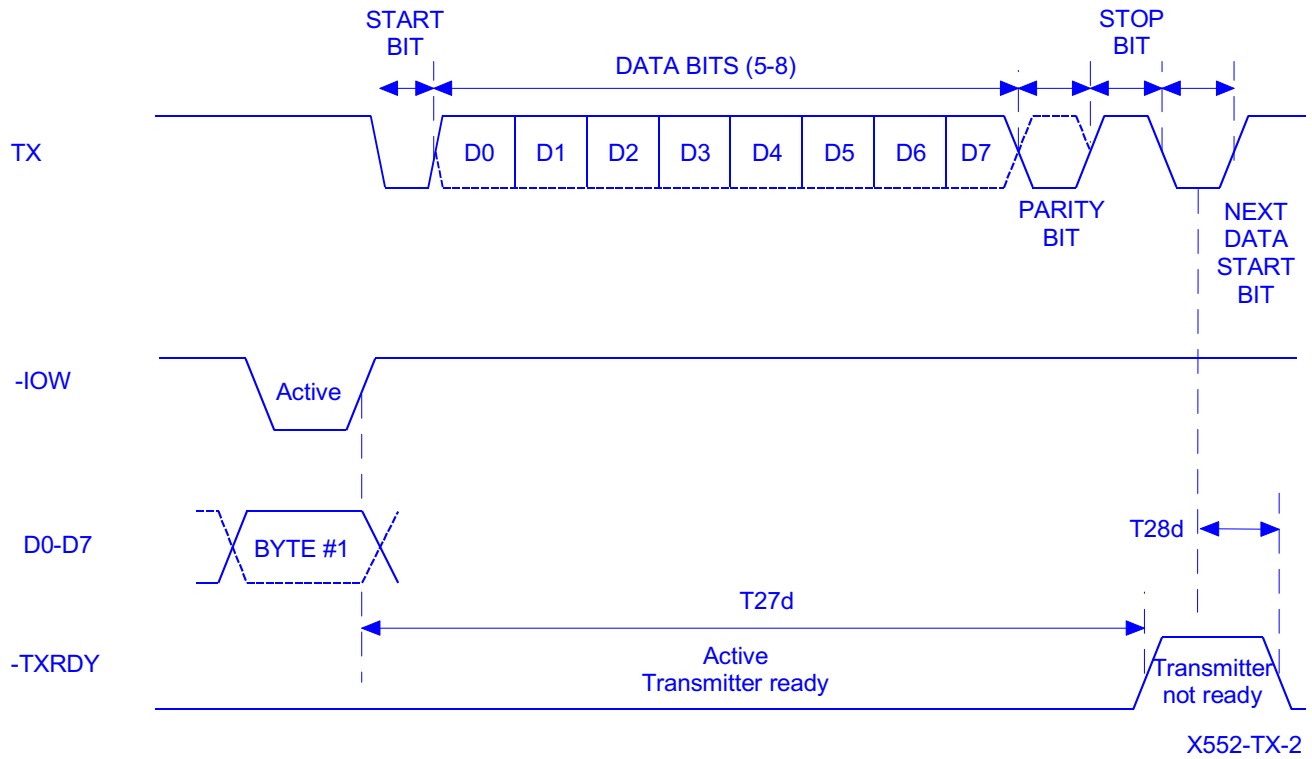 START
BIT
STOP
BIT
DATA BITS (5-8)
TX
D0 D1 D2 D3 D4 D5 D6 D7
PARITY
BIT
NEXT
DATA
START
BIT
-IOW
Active
D0-D7
BYTE #1
T28d
T27d
-TXRDY
Active
Transmitter ready
Transmitter
not ready
X552-TX-2